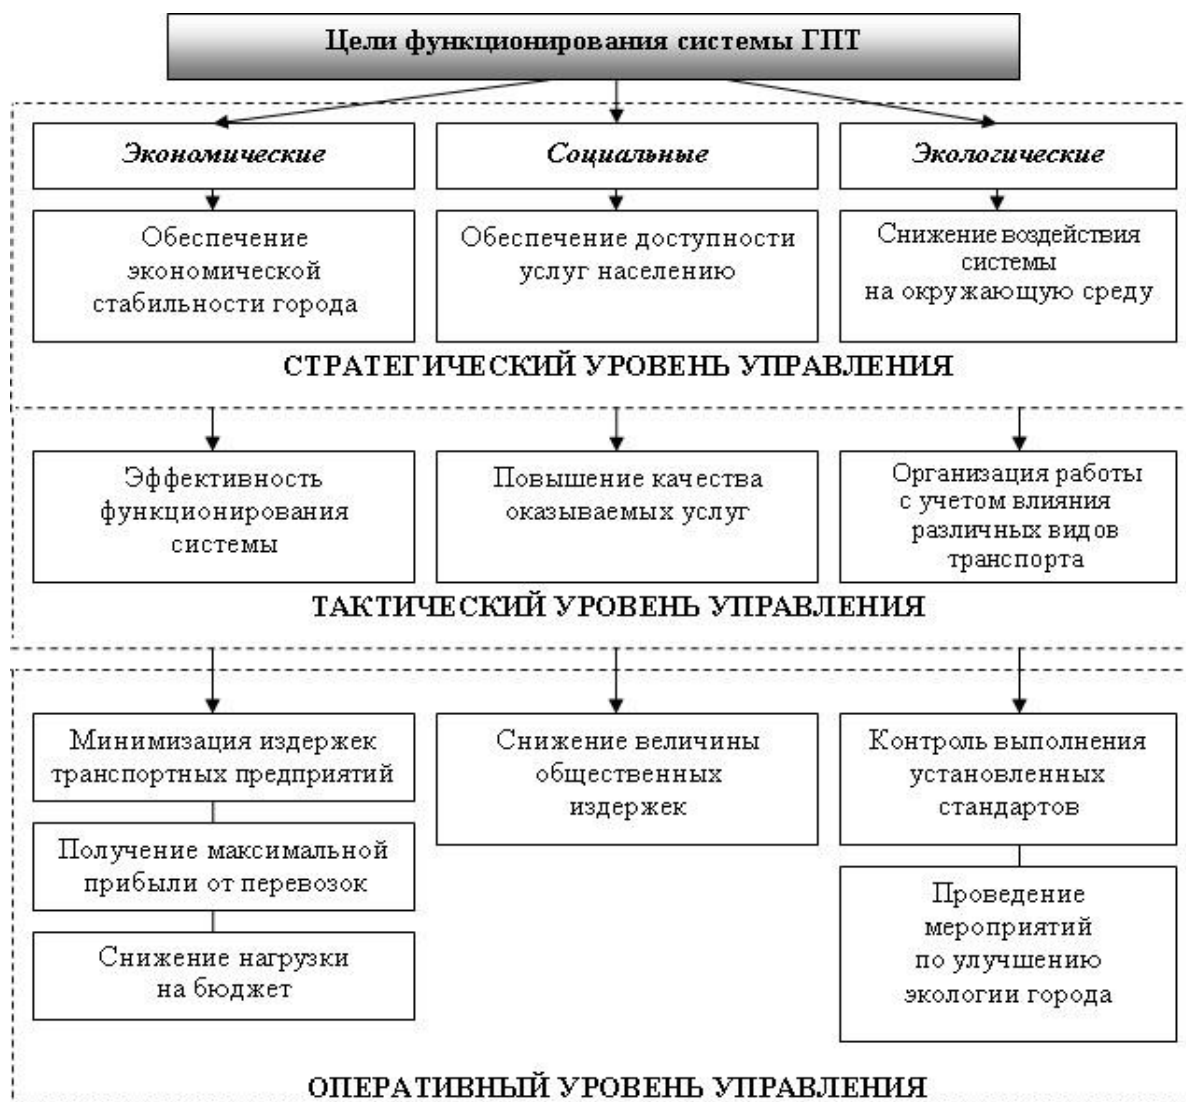 Цели функционирования системы ГПТ
Экономические
Социальные
Экологические
Обеспечение
экономической
стабильности города
Обеспечение доступности
услуг населению
Снижение воздействия
системы
на окружающую среду
СТРАТЕГИЧЕСКИЙ УРОВЕНЬ УПРАВЛЕНИЯ
Эффективность
функционирования
системы
Повышение качества
оказываемых услуг
Организация работы
с учетом влияния
различных видов
транспорта
ТАКТИЧЕСКИЙ УРОВЕНЬ УПРАВЛЕНИЯ
Минимизация издержек
транспортных предприятий
Получение максимальной
прибыли от перевозок
Снижение нагрузки
на бюджет
Снижение величины
общественных
издержек
Контроль выполнения
установленных
стандартов
Проведение
мероприятий
по улучшению
экологии города
ОПЕРАТИВНЫЙ УРОВЕНЬ УПРАВЛЕНИЯ